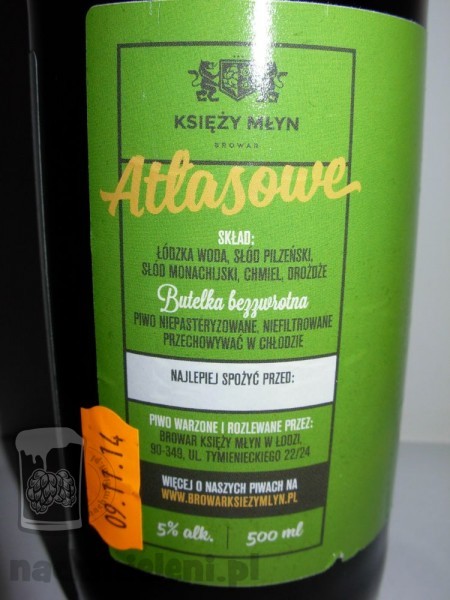 KSIĘŻY MŁYN
BROWAR
Atłasowe
SKŁAD:
ŁÓDZKA WODA, SŁÓD PILZEŃSKI,
SŁÓD MONACHIJSKI, CHMIEL, DROŻDŻE
Butelka bezzwrotna
PIWO NIEPASTERYZOWANE, NIEFILTROWANE
PRZECHOWYWAĆ W CHŁODZIE
NAJLEPIEJ SPOŻYĆ PRZED:
PIWO WARZONE I ROZLEWANE PRZEZ:
BROWAR KSIĘŻY MŁYN W ŁODZI,
90-349, UL. TYMIENIECKIEGO 22/24
WIĘCEJ O NASZYCH PIWACH NA
WWW.BROWARKSIEZYMLYN.PL
5% alk. 500 ml
09.11.14